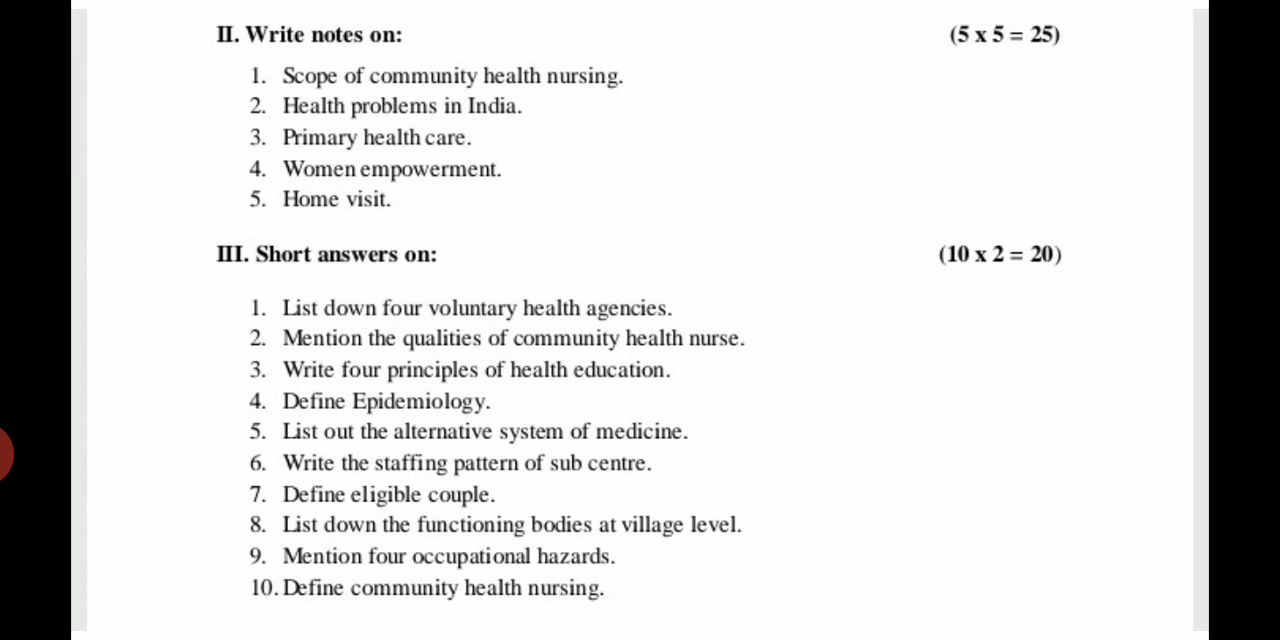 II. Write notes on: (5 x 5 = 25)
1. Scope of community health nursing.
2. Health problems in India.
3. Primary health care.
4. Women empowerment.
5. Home visit.
III. Short answers on: (10 x 2 = 20)
1. List down four voluntary health agencies.
2. Mention the qualities of community health nurse.
3. Write four principles of health education.
4. Define Epidemiology.
5. List out the alternative system of medicine.
6. Write the staffing pattern of sub centre.
7. Define eligible couple.
8. List down the functioning bodies at village level.
9. Mention four occupational hazards.
10. Define community health nursing.